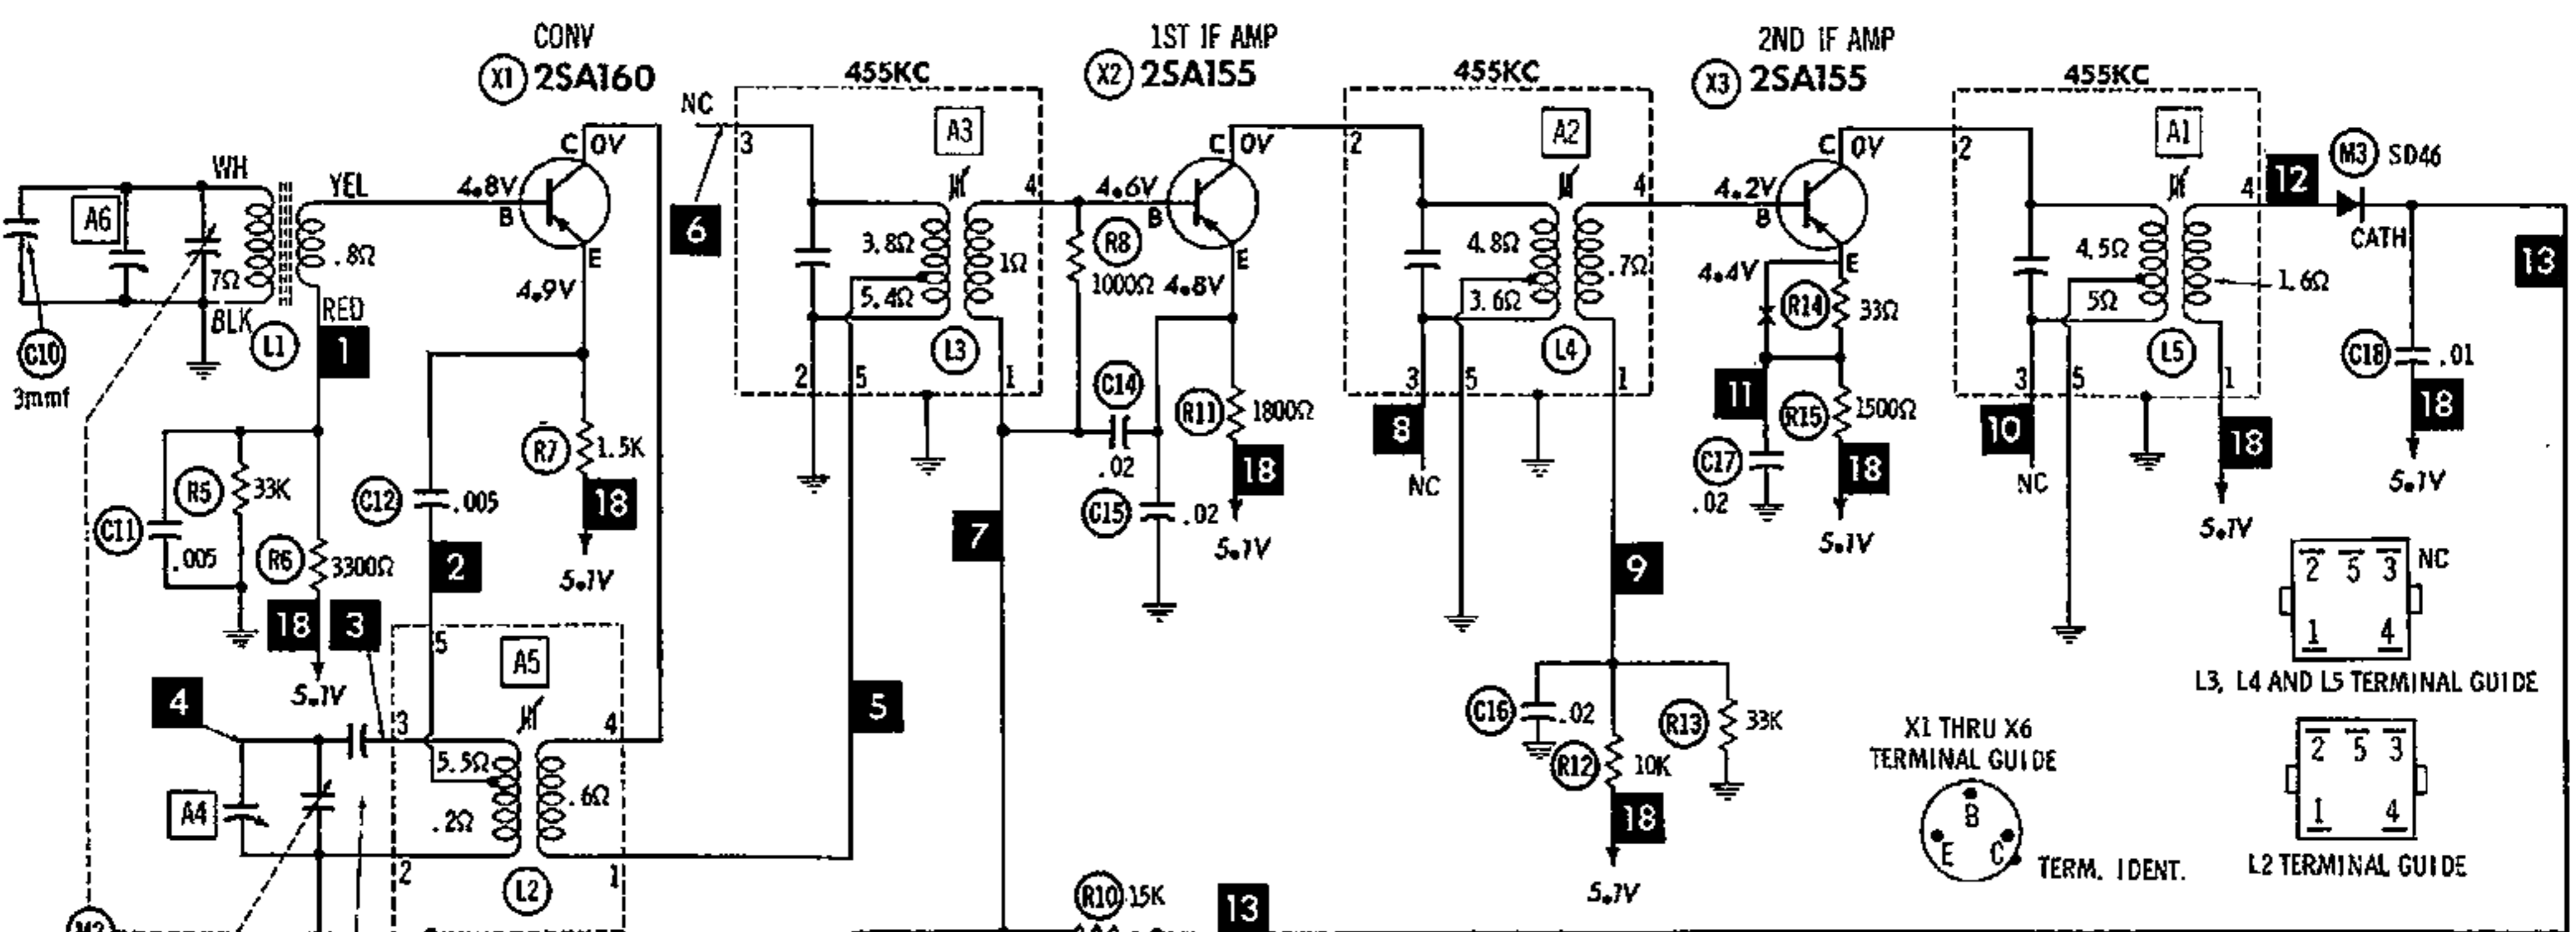 CONV
X1 2SA160
455KC
1ST IF AMP
X2 2SA155
455KC
2ND IF AMP
X3 2SA155
455KC
NC
3
A3
C 0V
2
A2
C 0V
2
A1
M3 SD46
WH
YEL
4.8V
B
E
A6
7Ω
.8Ω
BLK
RED
L1
1
C10
3mmf
4.9V
6
3.8Ω
5.4Ω
1Ω
4
L3
2
5
1
C 0V
4.6V
B
E
R8
1000Ω
4.8V
C14
.02
R11
1800Ω
18
5.1V
C15
.02
7
4.8Ω
3.6Ω
.7Ω
4
L4
3
5
1
8
NC
4.2V
B
E
4.4V
R14
33Ω
11
R15
1500Ω
18
5.1V
C17
.02
4.5Ω
5Ω
1.6Ω
4
12
L5
3
5
1
10
NC
18
5.1V
CATH
13
C18
.01
18
5.1V
R5
33K
C11
.005
R6
3300Ω
18
5.1V
C12
.005
R7
1.5K
18
5.1V
2
3
4
A4
5
A5
3
4
5.5Ω
.2Ω
.6Ω
2
1
L2
5
9
C16
.02
R12
10K
R13
33K
18
5.1V
2 5 3 NC
1 4
L3, L4 AND L5 TERMINAL GUIDE
X1 THRU X6
TERMINAL GUIDE
B
E C
TERM. IDENT.
2 5 3
1 4
L2 TERMINAL GUIDE
R10 15K
13